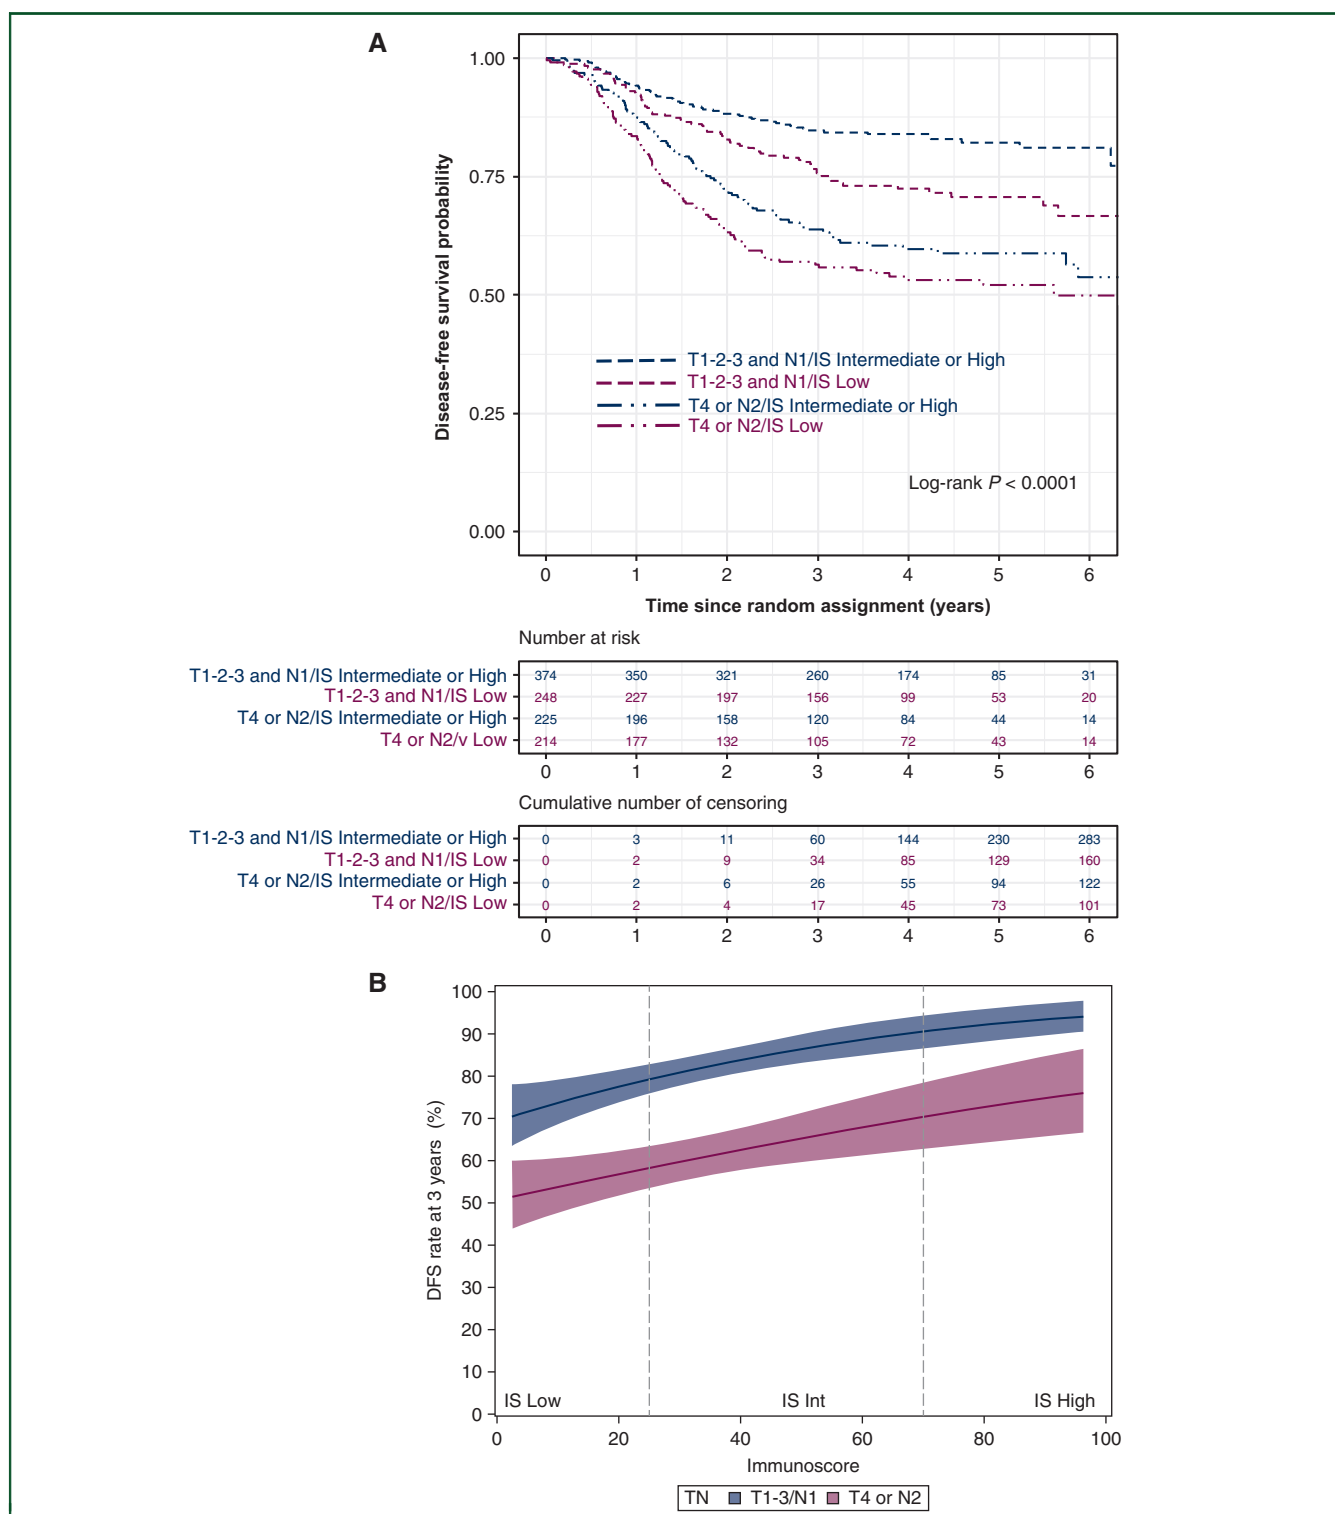 A
1.00
0.75
0.50
0.25
0.00
Disease-free survival probability
T1-2-3 and N1/IS Intermediate or High
T1-2-3 and N1/IS Low
T4 or N2/IS Intermediate or High
T4 or N2/IS Low
Log-rank P < 0.0001
0 1 2 3 4 5 6
Time since random assignment (years)
Number at risk
T1-2-3 and N1/IS Intermediate or High 374 350 321 260 174 85 31
T1-2-3 and N1/IS Low 248 227 197 156 99 53 20
T4 or N2/IS Intermediate or High 225 196 158 120 84 44 14
T4 or N2/v Low 214 177 132 105 72 43 14
0 1 2 3 4 5 6
Cumulative number of censoring
T1-2-3 and N1/IS Intermediate or High 0 3 11 60 144 230 283
T1-2-3 and N1/IS Low 0 2 9 34 85 129 160
T4 or N2/IS Intermediate or High 0 2 6 26 55 94 122
T4 or N2/IS Low 0 2 4 17 45 73 101
0 1 2 3 4 5 6
B
100
90
80
70
60
50
40
30
20
10
0
DFS rate at 3 years (%)
IS Low IS Int IS High
0 20 40 60 80 100
Immunoscore
TN T1-3/N1 T4 or N2